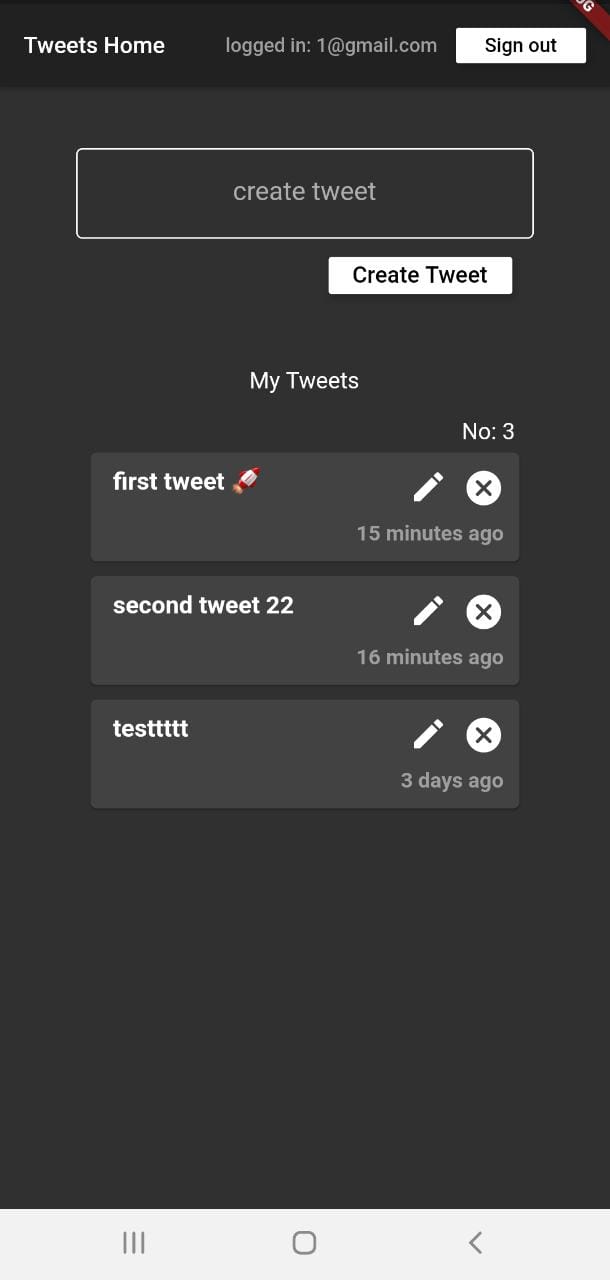 Tweets Home
logged in: 1@gmail.com
Sign out
create tweet
Create Tweet
My Tweets
No: 3
first tweet 🚀
15 minutes ago
second tweet 22
16 minutes ago
testtttt
3 days ago